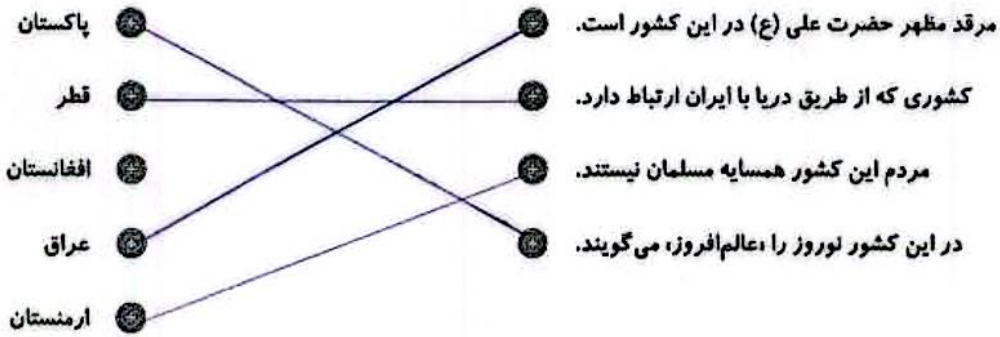 مرقد مظهر حضرت علی (ع) در این کشور است.
پاکستان
کشوری که از طریق دریا با ایران ارتباط دارد.
قطر
مردم این کشور همسایه مسلمان نیستند.
افغانستان
در این کشور نوروز را «عالم‌افروز» می‌گویند.
عراق
ارمنستان